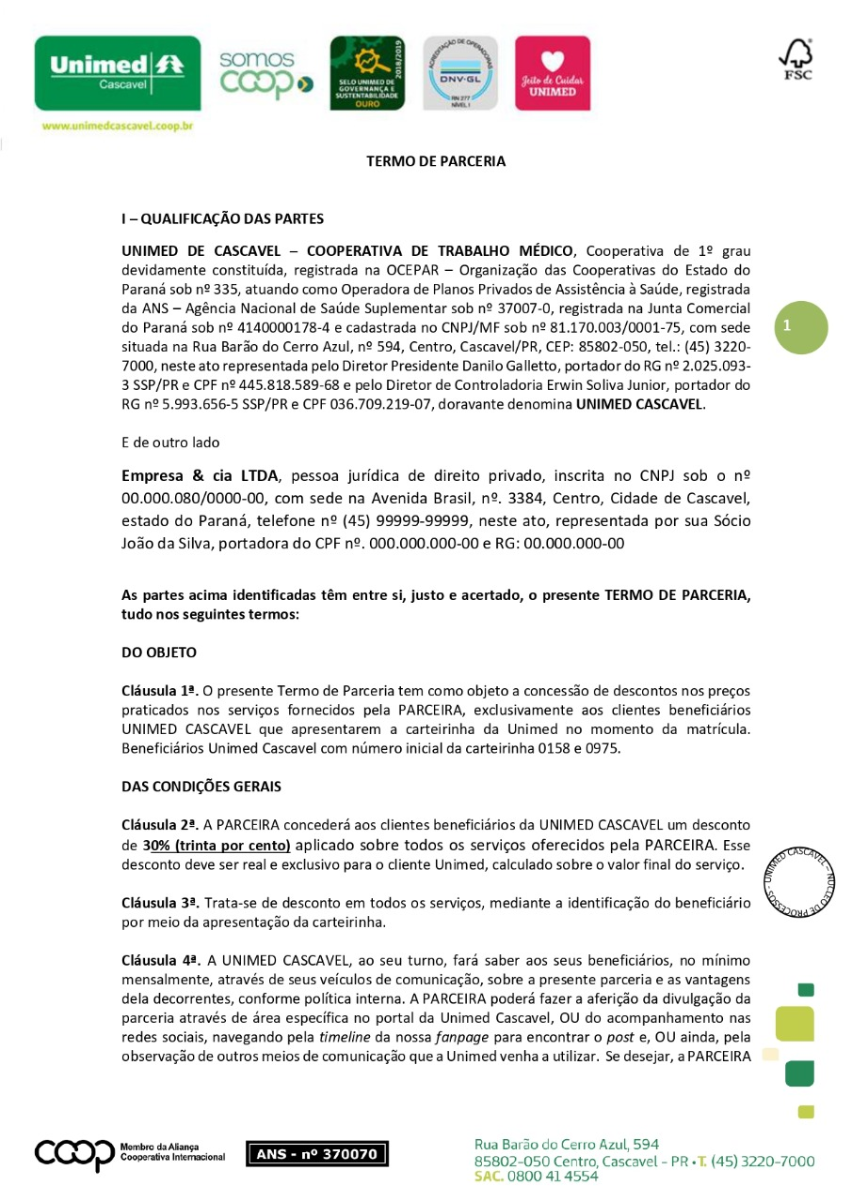 Unimed
Cascavel
www.unimedcascavel.coop.br
somos
coop
SELO UNIMED DE
GOVERNANÇA E
SUSTENTABILIDADE
OURO
2018/2019
ACREDITAÇÃO DE OPERADORAS
DNV·GL
RN 277
NÍVEL I
Jeito de Cuidar
UNIMED
FSC
TERMO DE PARCERIA
I – QUALIFICAÇÃO DAS PARTES
UNIMED DE CASCAVEL – COOPERATIVA DE TRABALHO MÉDICO, Cooperativa de 1º grau
devidamente constituída, registrada na OCEPAR – Organização das Cooperativas do Estado do
Paraná sob nº 335, atuando como Operadora de Planos Privados de Assistência à Saúde, registrada
da ANS – Agência Nacional de Saúde Suplementar sob nº 37007-0, registrada na Junta Comercial
do Paraná sob nº 4140000178-4 e cadastrada no CNPJ/MF sob nº 81.170.003/0001-75, com sede
situada na Rua Barão do Cerro Azul, nº 594, Centro, Cascavel/PR, CEP: 85802-050, tel.: (45) 3220-
7000, neste ato representada pelo Diretor Presidente Danilo Galletto, portador do RG nº 2.025.093-
3 SSP/PR e CPF nº 445.818.589-68 e pelo Diretor de Controladoria Erwin Soliva Junior, portador do
RG nº 5.993.656-5 SSP/PR e CPF 036.709.219-07, doravante denomina UNIMED CASCAVEL.
1
E de outro lado
Empresa & cia LTDA, pessoa jurídica de direito privado, inscrita no CNPJ sob o nº
00.000.080/0000-00, com sede na Avenida Brasil, nº. 3384, Centro, Cidade de Cascavel,
estado do Paraná, telefone nº (45) 99999-99999, neste ato, representada por sua Sócio
João da Silva, portadora do CPF nº. 000.000.000-00 e RG: 00.000.000-00
As partes acima identificadas têm entre si, justo e acertado, o presente TERMO DE PARCERIA,
tudo nos seguintes termos:
DO OBJETO
Cláusula 1ª. O presente Termo de Parceria tem como objeto a concessão de descontos nos preços
praticados nos serviços fornecidos pela PARCEIRA, exclusivamente aos clientes beneficiários
UNIMED CASCAVEL que apresentarem a carteirinha da Unimed no momento da matrícula.
Beneficiários Unimed Cascavel com número inicial da carteirinha 0158 e 0975.
DAS CONDIÇÕES GERAIS
Cláusula 2ª. A PARCEIRA concederá aos clientes beneficiários da UNIMED CASCAVEL um desconto
de 30% (trinta por cento) aplicado sobre todos os serviços oferecidos pela PARCEIRA. Esse
desconto deve ser real e exclusivo para o cliente Unimed, calculado sobre o valor final do serviço.
Cláusula 3ª. Trata-se de desconto em todos os serviços, mediante a identificação do beneficiário
por meio da apresentação da carteirinha.
UNIMED CASCAVEL - NÚCLEO DE PROCESSOS -
Cláusula 4ª. A UNIMED CASCAVEL, ao seu turno, fará saber aos seus beneficiários, no mínimo
mensalmente, através de seus veículos de comunicação, sobre a presente parceria e as vantagens
dela decorrentes, conforme política interna. A PARCEIRA poderá fazer a aferição da divulgação da
parceria através de área específica no portal da Unimed Cascavel, OU do acompanhamento nas
redes sociais, navegando pela timeline da nossa fanpage para encontrar o post e, OU ainda, pela
observação de outros meios de comunicação que a Unimed venha a utilizar. Se desejar, a PARCEIRA
coop
Membro da Aliança
Cooperativa Internacional
ANS - nº 370070
Rua Barão do Cerro Azul, 594
85802-050 Centro, Cascavel - PR • T. (45) 3220-7000
SAC. 0800 41 4554